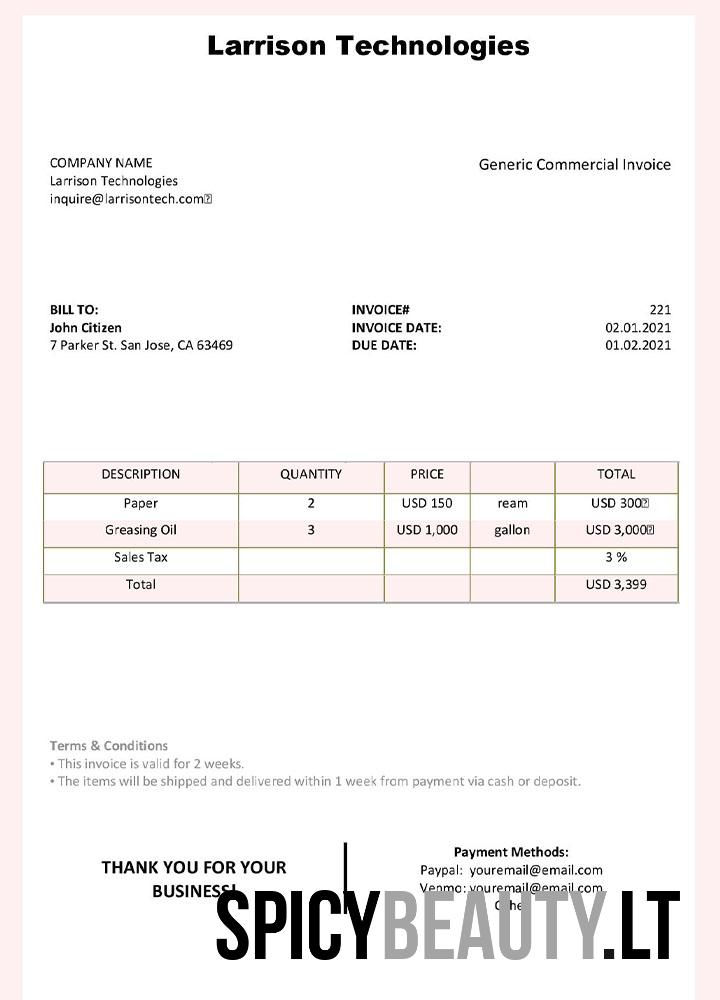 Larrison Technologies
COMPANY NAME
Larrison Technologies
inquire@larrisontech.com
Generic Commercial Invoice
BILL TO:
John Citizen
7 Parker St. San Jose, CA 63469
INVOICE# 221
INVOICE DATE: 02.01.2021
DUE DATE: 01.02.2021
DESCRIPTION QUANTITY PRICE TOTAL
Paper 2 USD 150 ream USD 300
Greasing Oil 3 USD 1,000 gallon USD 3,000
Sales Tax 3 %
Total USD 3,399
Terms & Conditions
• This invoice is valid for 2 weeks.
• The items will be shipped and delivered within 1 week from payment via cash or deposit.
THANK YOU FOR YOUR
BUSINESS!
Payment Methods:
Paypal: youremail@email.com
Venmo: youremail@email.com
SPICYBEAUTY.LT